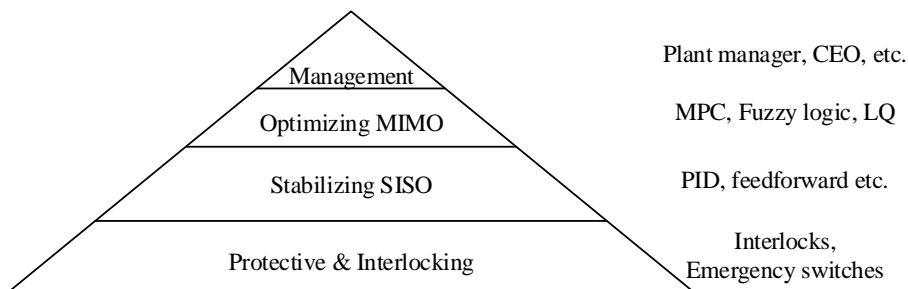 Management
Plant manager, CEO, etc.
Optimizing MIMO
MPC, Fuzzy logic, LQ
Stabilizing SISO
PID, feedforward etc.
Protective & Interlocking
Interlocks,
Emergency switches